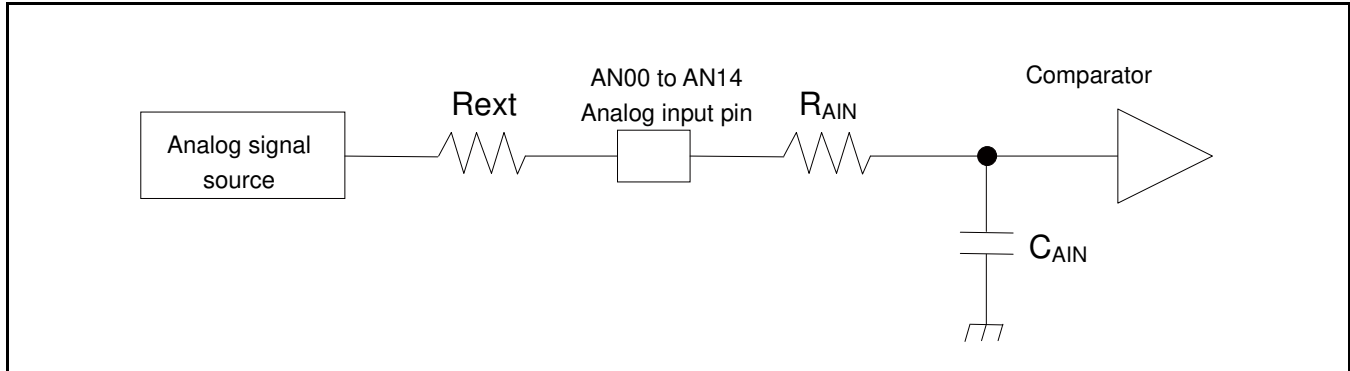 Analog signal
source
Rext
AN00 to AN14
Analog input pin
RAIN
Comparator
CAIN